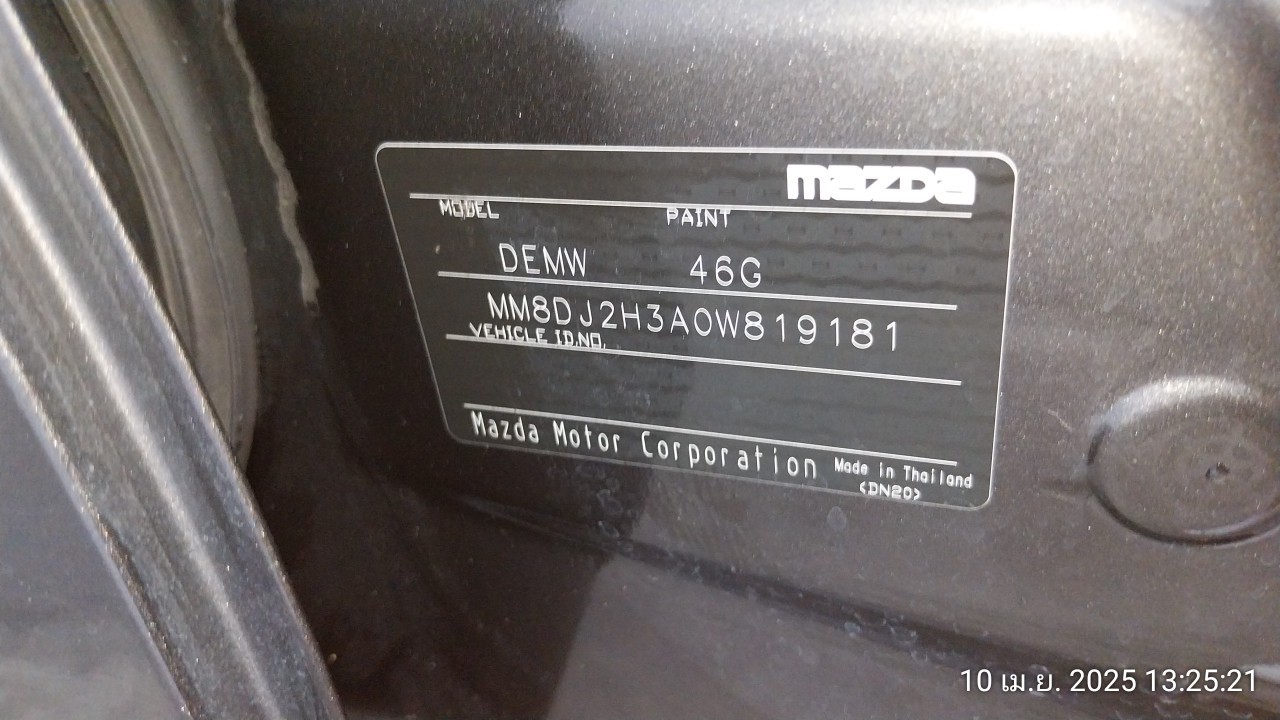 mazda
MODEL PAINT
DEMW 46G
MM8DJ2H3A0W819181
VEHICLE ID.NO.
Mazda Motor Corporation Made in Thailand
<DN20>
10 เม.ย. 2025 13:25:21